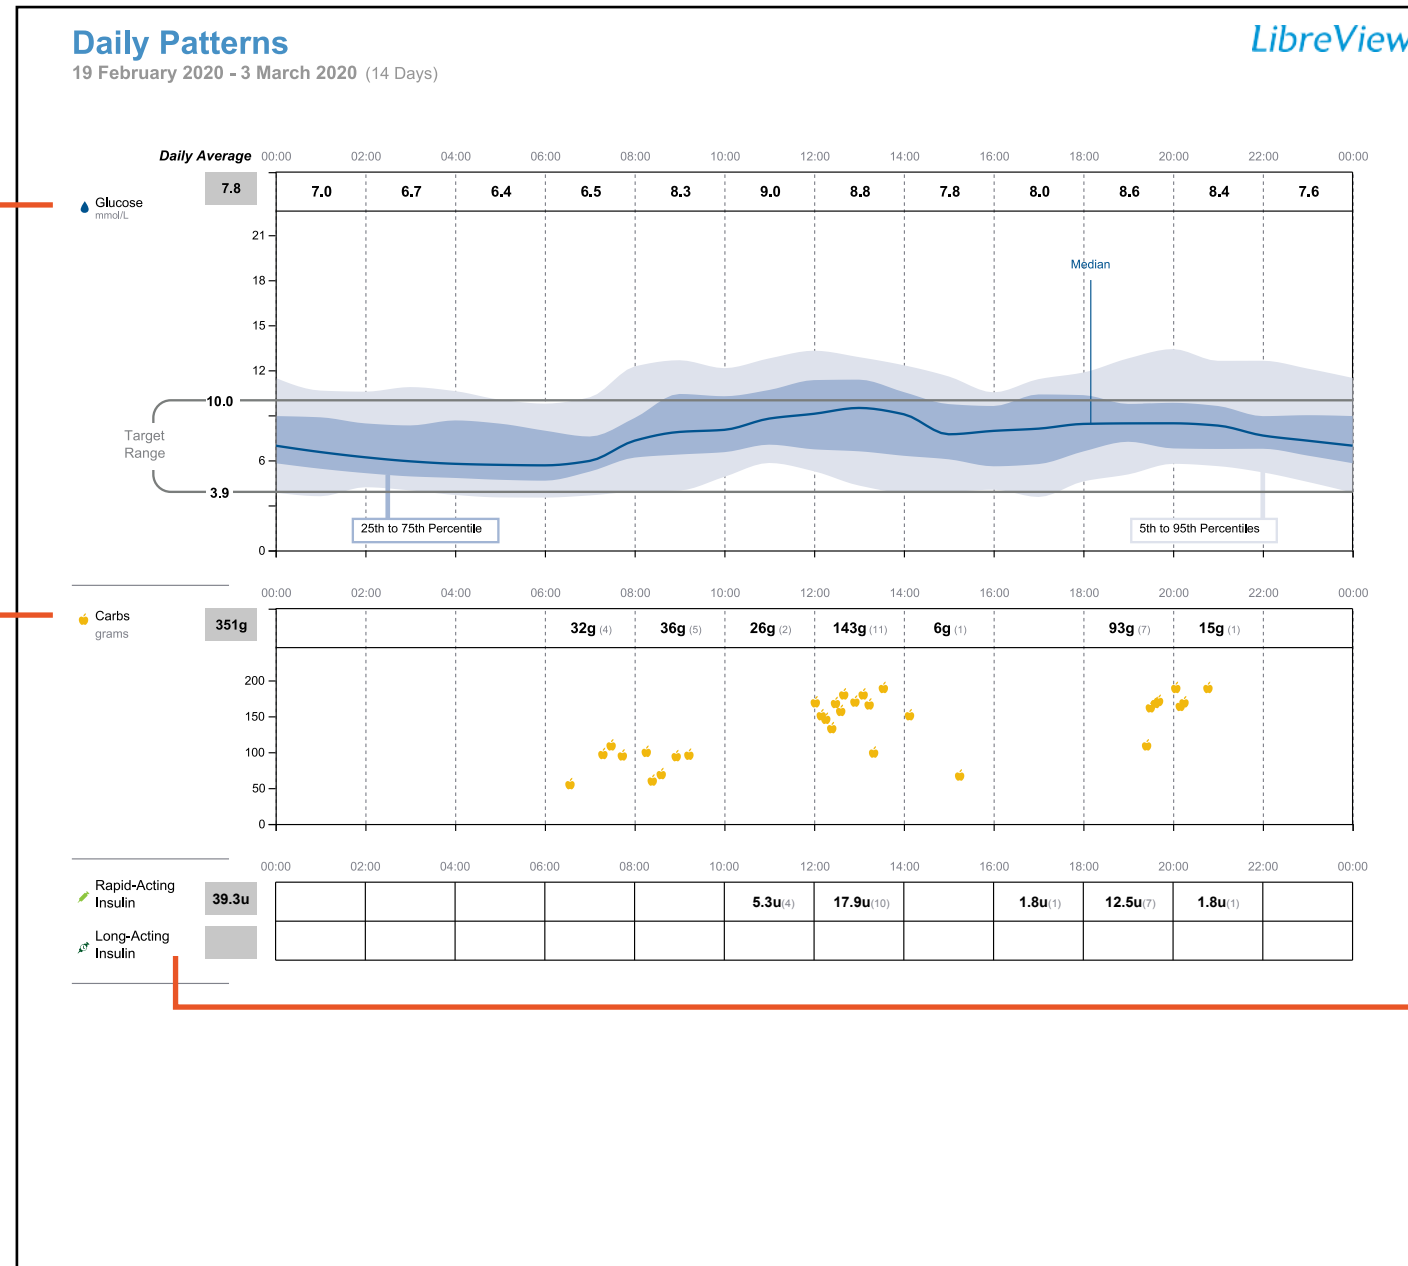 Daily Patterns
LibreView
19 February 2020 - 3 March 2020 (14 Days)
Daily Average 00:00 02:00 04:00 06:00 08:00 10:00 12:00 14:00 16:00 18:00 20:00 22:00 00:00
Glucose
mmol/L
7.8 7.0 6.7 6.4 6.5 8.3 9.0 8.8 7.8 8.0 8.6 8.4 7.6
21
18
15
12
10.0
6
3.9
0
Target
Range
Median
25th to 75th Percentile
5th to 95th Percentiles
00:00 02:00 04:00 06:00 08:00 10:00 12:00 14:00 16:00 18:00 20:00 22:00 00:00
Carbs
grams
351g 32g (4) 36g (5) 26g (2) 143g (11) 6g (1) 93g (7) 15g (1)
200
150
100
50
0
00:00 02:00 04:00 06:00 08:00 10:00 12:00 14:00 16:00 18:00 20:00 22:00 00:00
Rapid-Acting
Insulin
39.3u 5.3u(4) 17.9u(10) 1.8u(1) 12.5u(7) 1.8u(1)
Long-Acting
Insulin